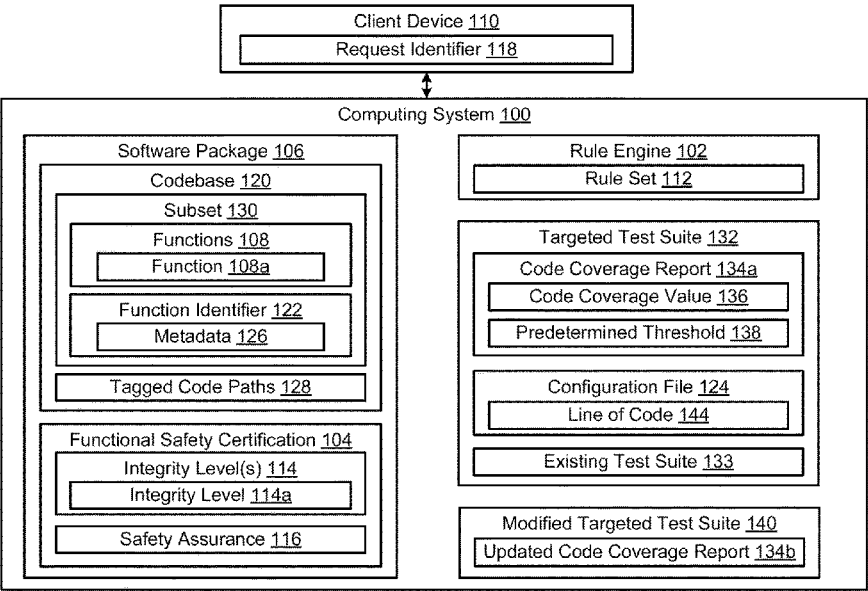 Client Device 110
Request Identifier 118
Computing System 100
Software Package 106
Codebase 120
Subset 130
Functions 108
Function 108a
Function Identifier 122
Metadata 126
Tagged Code Paths 128
Functional Safety Certification 104
Integrity Level(s) 114
Integrity Level 114a
Safety Assurance 116
Rule Engine 102
Rule Set 112
Targeted Test Suite 132
Code Coverage Report 134a
Code Coverage Value 136
Predetermined Threshold 138
Configuration File 124
Line of Code 144
Existing Test Suite 133
Modified Targeted Test Suite 140
Updated Code Coverage Report 134b